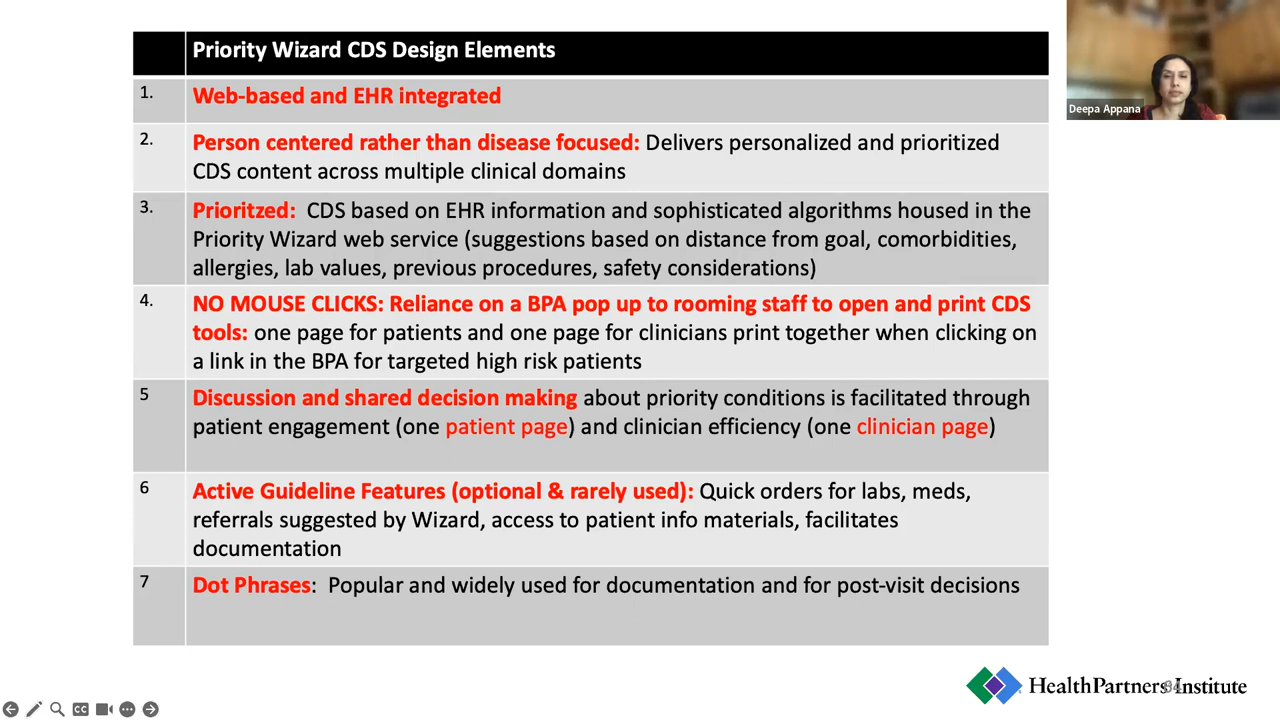 Priority Wizard CDS Design Elements
1.
Web-based and EHR integrated
2.
Person centered rather than disease focused: Delivers personalized and prioritized
CDS content across multiple clinical domains
3.
Prioritzed: CDS based on EHR information and sophisticated algorithms housed in the
Priority Wizard web service (suggestions based on distance from goal, comorbidities,
allergies, lab values, previous procedures, safety considerations)
4.
NO MOUSE CLICKS: Reliance on a BPA pop up to rooming staff to open and print CDS
tools: one page for patients and one page for clinicians print together when clicking on
a link in the BPA for targeted high risk patients
5
Discussion and shared decision making about priority conditions is facilitated through
patient engagement (one patient page) and clinician efficiency (one clinician page)
6
Active Guideline Features (optional & rarely used): Quick orders for labs, meds,
referrals suggested by Wizard, access to patient info materials, facilitates
documentation
7
Dot Phrases: Popular and widely used for documentation and for post-visit decisions
Deepa Appana
HealthPartners Institute
CC